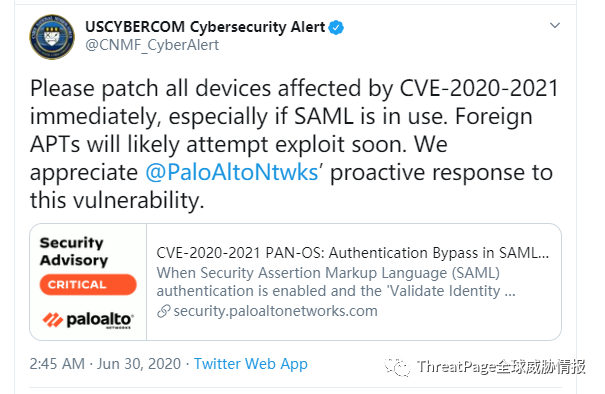 USCYBERCOM Cybersecurity Alert
@CNMF_CyberAlert
Please patch all devices affected by CVE-2020-2021
immediately, especially if SAML is in use. Foreign
APTs will likely attempt exploit soon. We
appreciate @PaloAltoNtwks’ proactive response to
this vulnerability.
Security
Advisory
CRITICAL
paloalto
NETWORKS
CVE-2020-2021 PAN-OS: Authentication Bypass in SAML...
When Security Assertion Markup Language (SAML)
authentication is enabled and the 'Validate Identity ...
security.paloaltonetworks.com
2:45 AM · Jun 30, 2020 · Twitter Web App
ThreatPage全球威胁情报